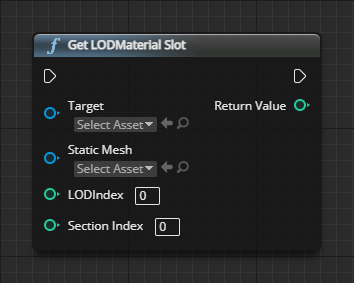 f Get LODMaterial Slot
Target
Select Asset
Return Value
Static Mesh
Select Asset
LODIndex 0
Section Index 0